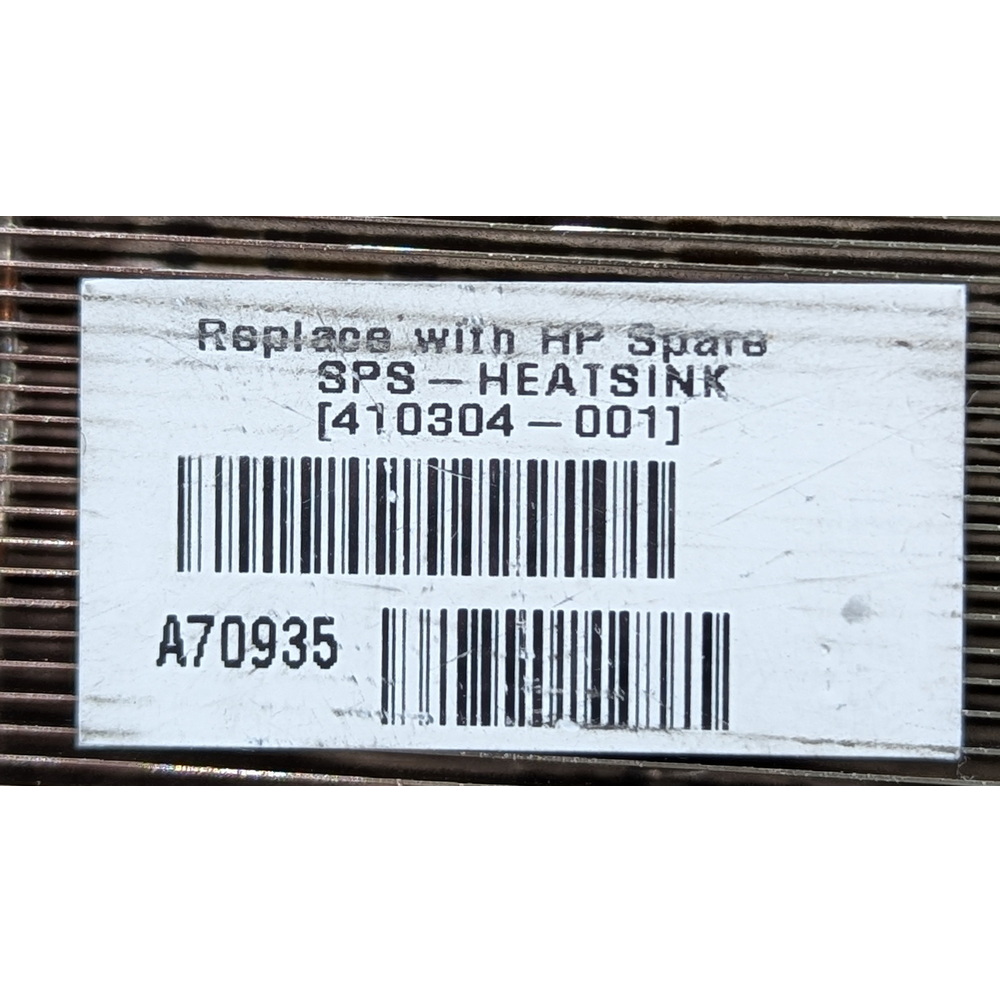 Replace with HP Spare
SPS-HEATSINK
[410304-001]
A70935